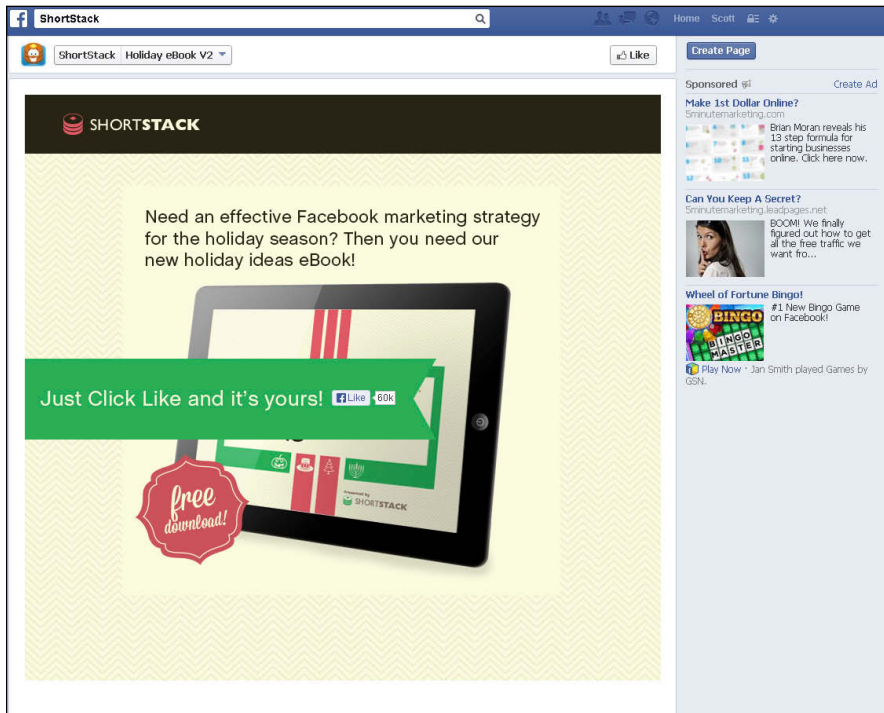 ShortStack
Home Scott
ShortStack Holiday eBook V2
Like
Create Page
SHORTSTACK
Need an effective Facebook marketing strategy
for the holiday season? Then you need our
new holiday ideas eBook!
Just Click Like and it's yours! Like 60k
free
download!
Presented by
SHORTSTACK
Sponsored Create Ad
Make 1st Dollar Online?
5minutemarketing.com
Brian Moran reveals his
13 step formula for
starting businesses
online. Click here now.
Can You Keep A Secret?
5minutemarketing.leadpages.net
BOOM! We finally
figured out how to get
all the free traffic we
want fro...
Wheel of Fortune Bingo!
#1 New Bingo Game
on Facebook!
BINGO
BINGO
MASTER
Play Now · Jan Smith played Games by
GSN.